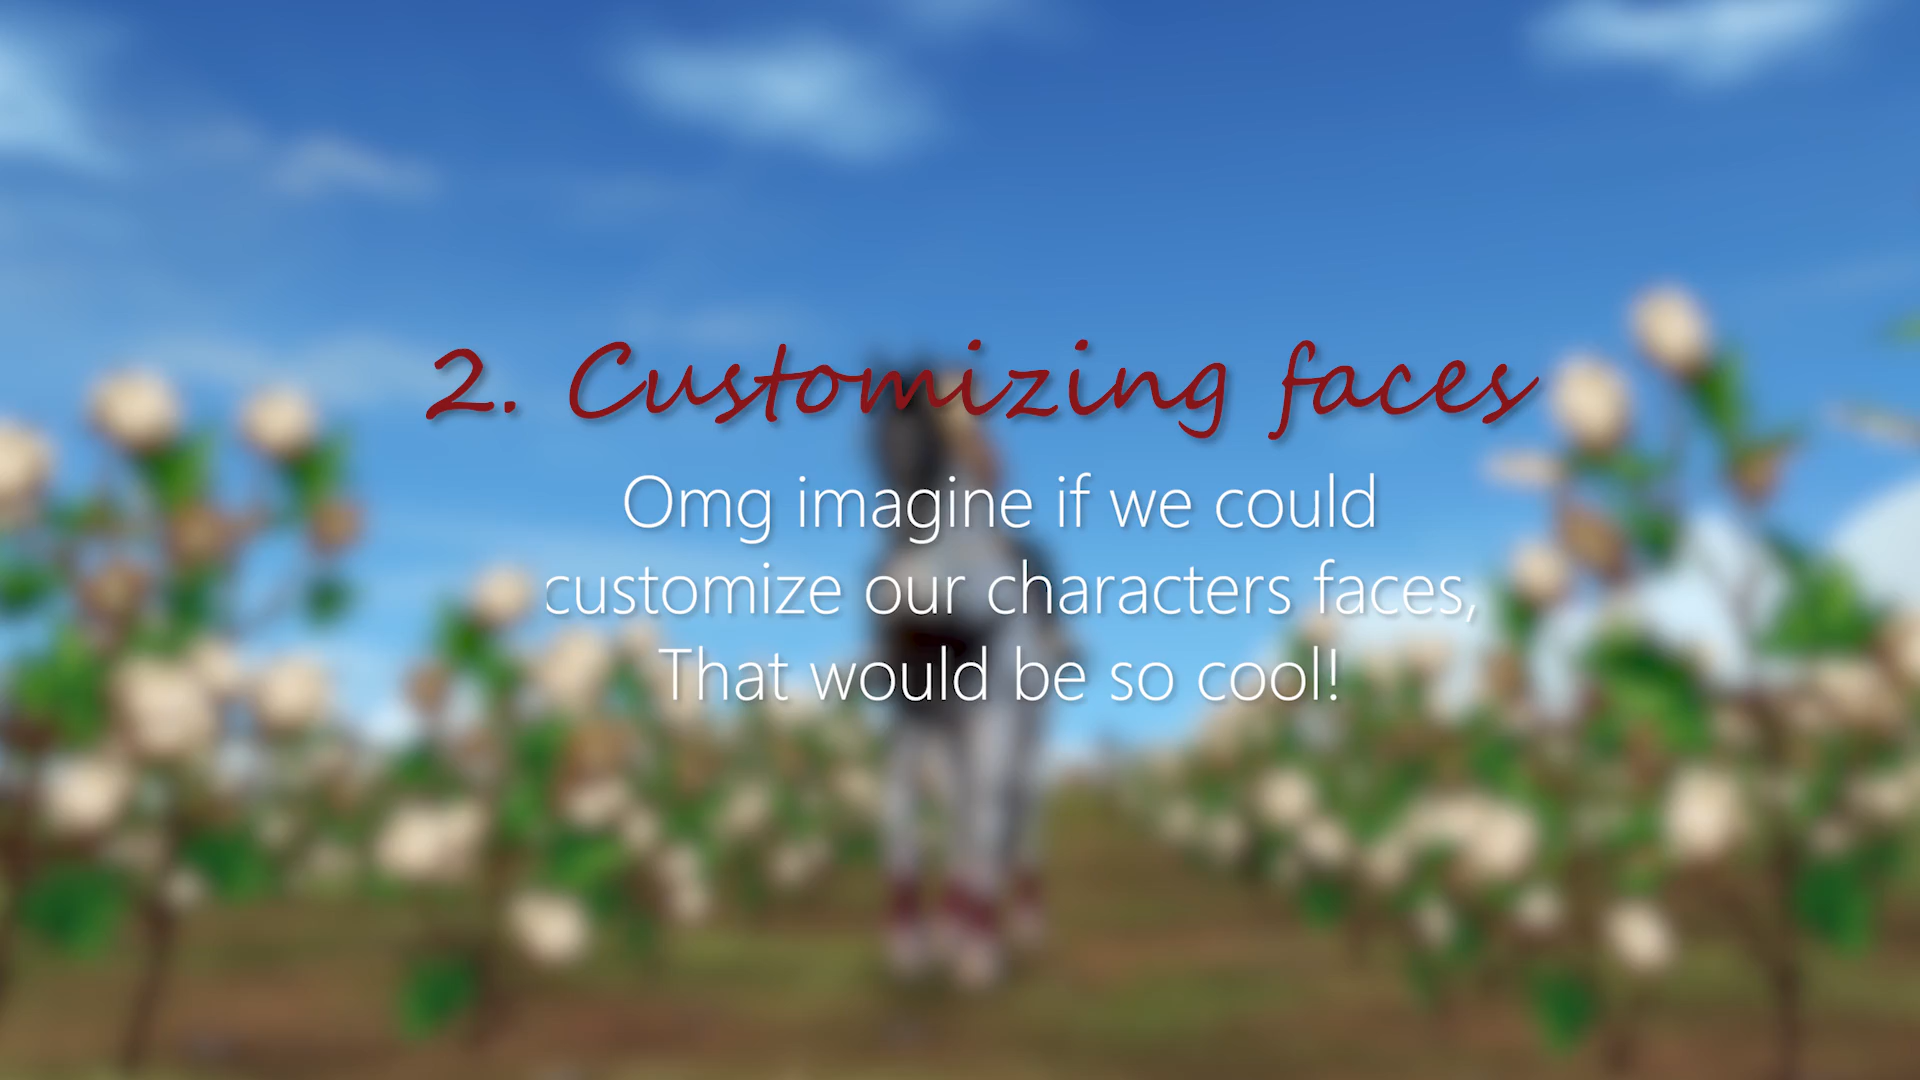 2. Customizing faces
Omg imagine if we could
customize our characters faces,
That would be so cool!